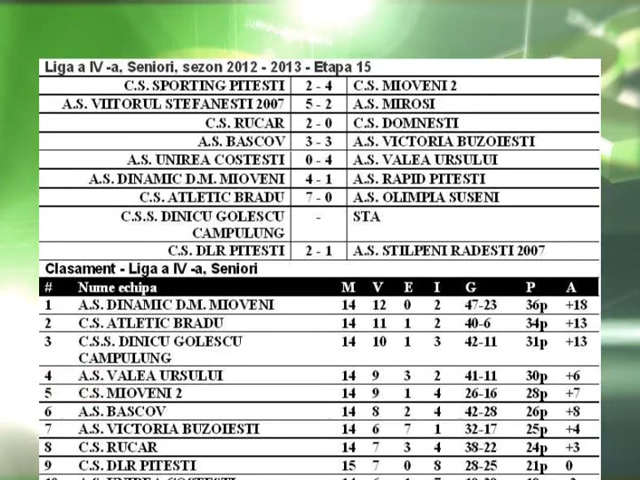 Liga a IV -a, Seniori, sezon 2012 - 2013 - Etapa 15
C.S. SPORTING PITESTI 2 - 4 C.S. MIOVENI 2
A.S. VIITORUL STEFANESTI 2007 5 - 2 A.S. MIROSI
C.S. RUCAR 2 - 0 C.S. DOMNESTI
A.S. BASCOV 3 - 3 A.S. VICTORIA BUZOIESTI
A.S. UNIREA COSTESTI 0 - 4 A.S. VALEA URSULUI
A.S. DINAMIC D.M. MIOVENI 4 - 1 A.S. RAPID PITESTI
C.S. ATLETIC BRADU 7 - 0 A.S. OLIMPIA SUSENI
C.S.S. DINICU GOLESCU - STA
CAMPULUNG
C.S. DLR PITESTI 2 - 1 A.S. STILPENI RADESTI 2007
Clasament - Liga a IV -a, Seniori
# Nume echipa M V E I G P A
1 A.S. DINAMIC D.M. MIOVENI 14 12 0 2 47-23 36p +18
2 C.S. ATLETIC BRADU 14 11 1 2 40-6 34p +13
3 C.S.S. DINICU GOLESCU 14 10 1 3 42-11 31p +13
CAMPULUNG
4 A.S. VALEA URSULUI 14 9 3 2 41-11 30p +6
5 C.S. MIOVENI 2 14 9 1 4 26-16 28p +7
6 A.S. BASCOV 14 8 2 4 42-28 26p +8
7 A.S. VICTORIA BUZOIESTI 14 6 7 1 32-17 25p +4
8 C.S. RUCAR 14 7 3 4 38-22 24p +3
9 C.S. DLR PITESTI 15 7 0 8 28-25 21p 0